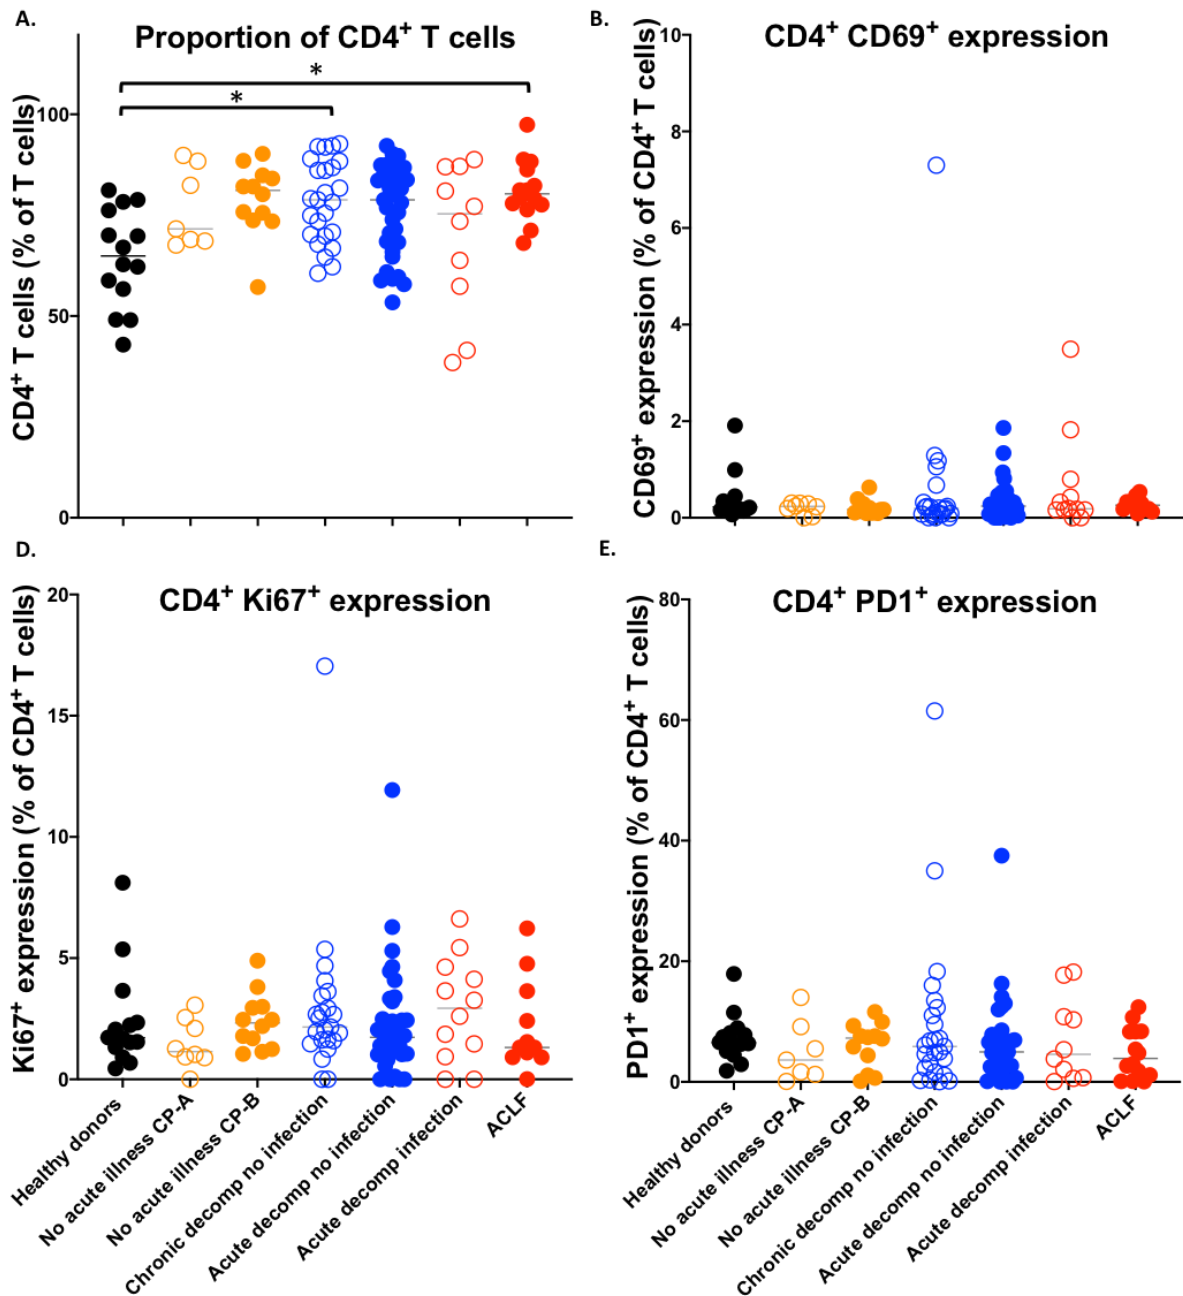 A.
Proportion of CD4⁺ T cells
*
*
CD4⁺ T cells (% of T cells)
100
50
0
B.
CD4⁺ CD69⁺ expression
CD69⁺ expression (% of CD4⁺ T cells)
10
8
6
4
2
0
D.
CD4⁺ Ki67⁺ expression
Ki67⁺ expression (% of CD4⁺ T cells)
20
15
10
5
0
Healthy donors
No acute illness CP-A
No acute illness CP-B
Chronic decomp no infection
Acute decomp no infection
Acute decomp infection
ACLF
E.
CD4⁺ PD1⁺ expression
PD1⁺ expression (% of CD4⁺ T cells)
80
60
40
20
0
Healthy donors
No acute illness CP-A
No acute illness CP-B
Chronic decomp no infection
Acute decomp no infection
Acute decomp infection
ACLF